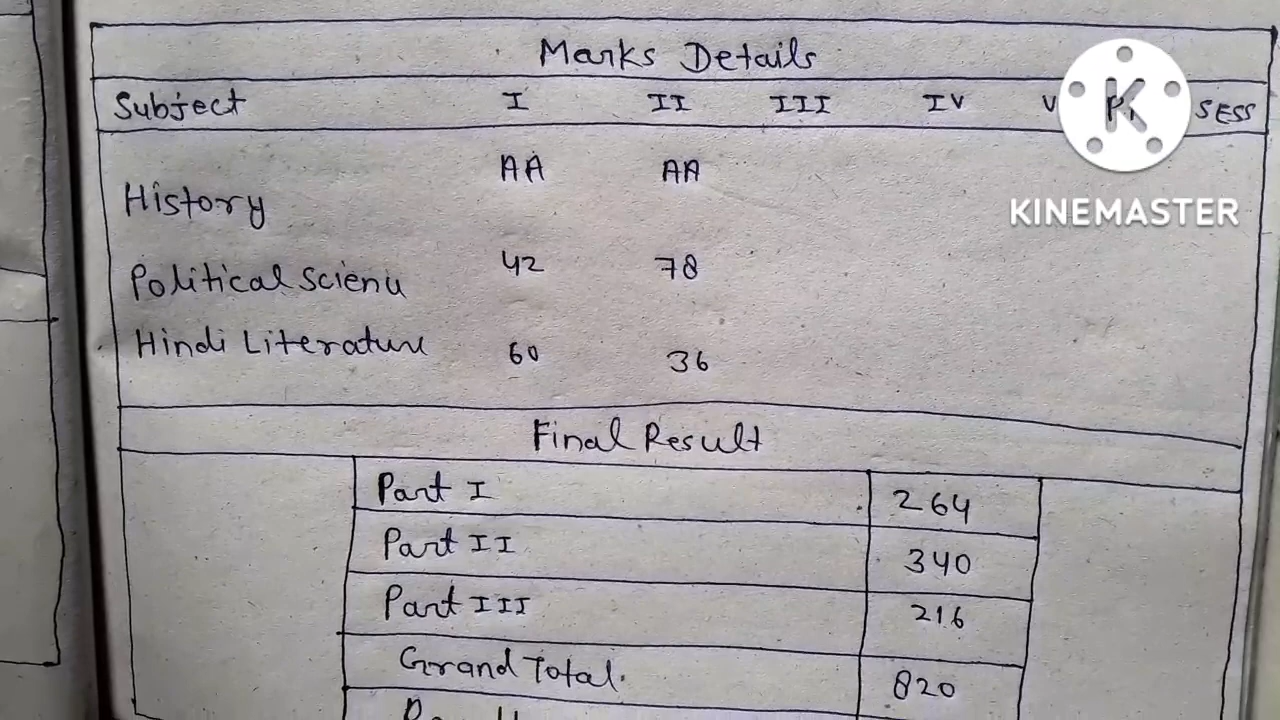 Marks Details
Subject I II III IV V SESS
AA AA
History
Political Science 42 78
Hindi Literature 60 36
Final Result
Part I 264
Part II 340
Part III 216
Grand Total. 820
KINEMASTER